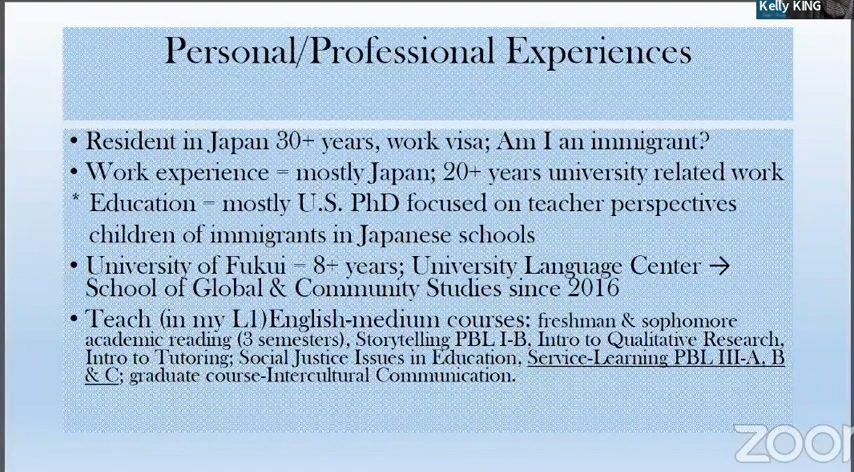 Kelly KING
Personal/Professional Experiences
• Resident in Japan 30+ years, work visa; Am I an immigrant?
• Work experience = mostly Japan; 20+ years university related work
* Education = mostly U.S. PhD focused on teacher perspectives
children of immigrants in Japanese schools
• University of Fukui = 8+ years; University Language Center →
School of Global & Community Studies since 2016
• Teach (in my L1)English-medium courses: freshman & sophomore
academic reading (3 semesters), Storytelling PBL I-B, Intro to Qualitative Research,
Intro to Tutoring; Social Justice Issues in Education, Service-Learning PBL III-A, B
& C; graduate course-Intercultural Communication.
zoom